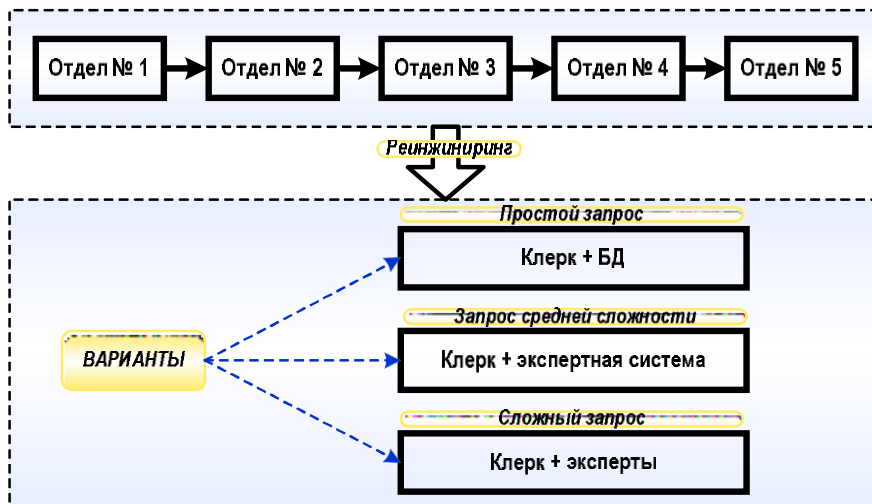 Отдел № 1
Отдел № 2
Отдел № 3
Отдел № 4
Отдел № 5
Реинжиниринг
Простой запрос
Клерк + БД
Запрос средней сложности
ВАРИАНТЫ
Клерк + экспертная система
Сложный запрос
Клерк + эксперты